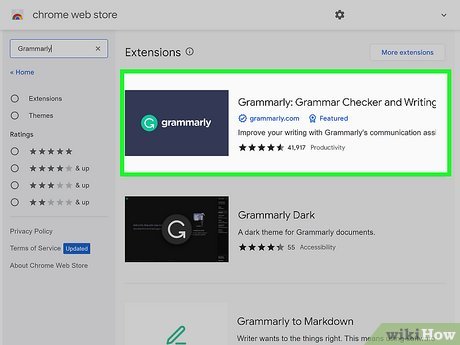 chrome web store
Grammarly
« Home
Extensions
Themes
Ratings
& up
& up
& up
Privacy Policy
Terms of Service Updated
About Chrome Web Store
Extensions
More extensions
grammarly
Grammarly: Grammar Checker and Writing
grammarly.com Featured
Improve your writing with Grammarly's communication assi
41,917 Productivity
Grammarly Dark
A dark theme for Grammarly documents.
55 Accessibility
Grammarly to Markdown
Writer wants to the right things. This means using
wikiHow